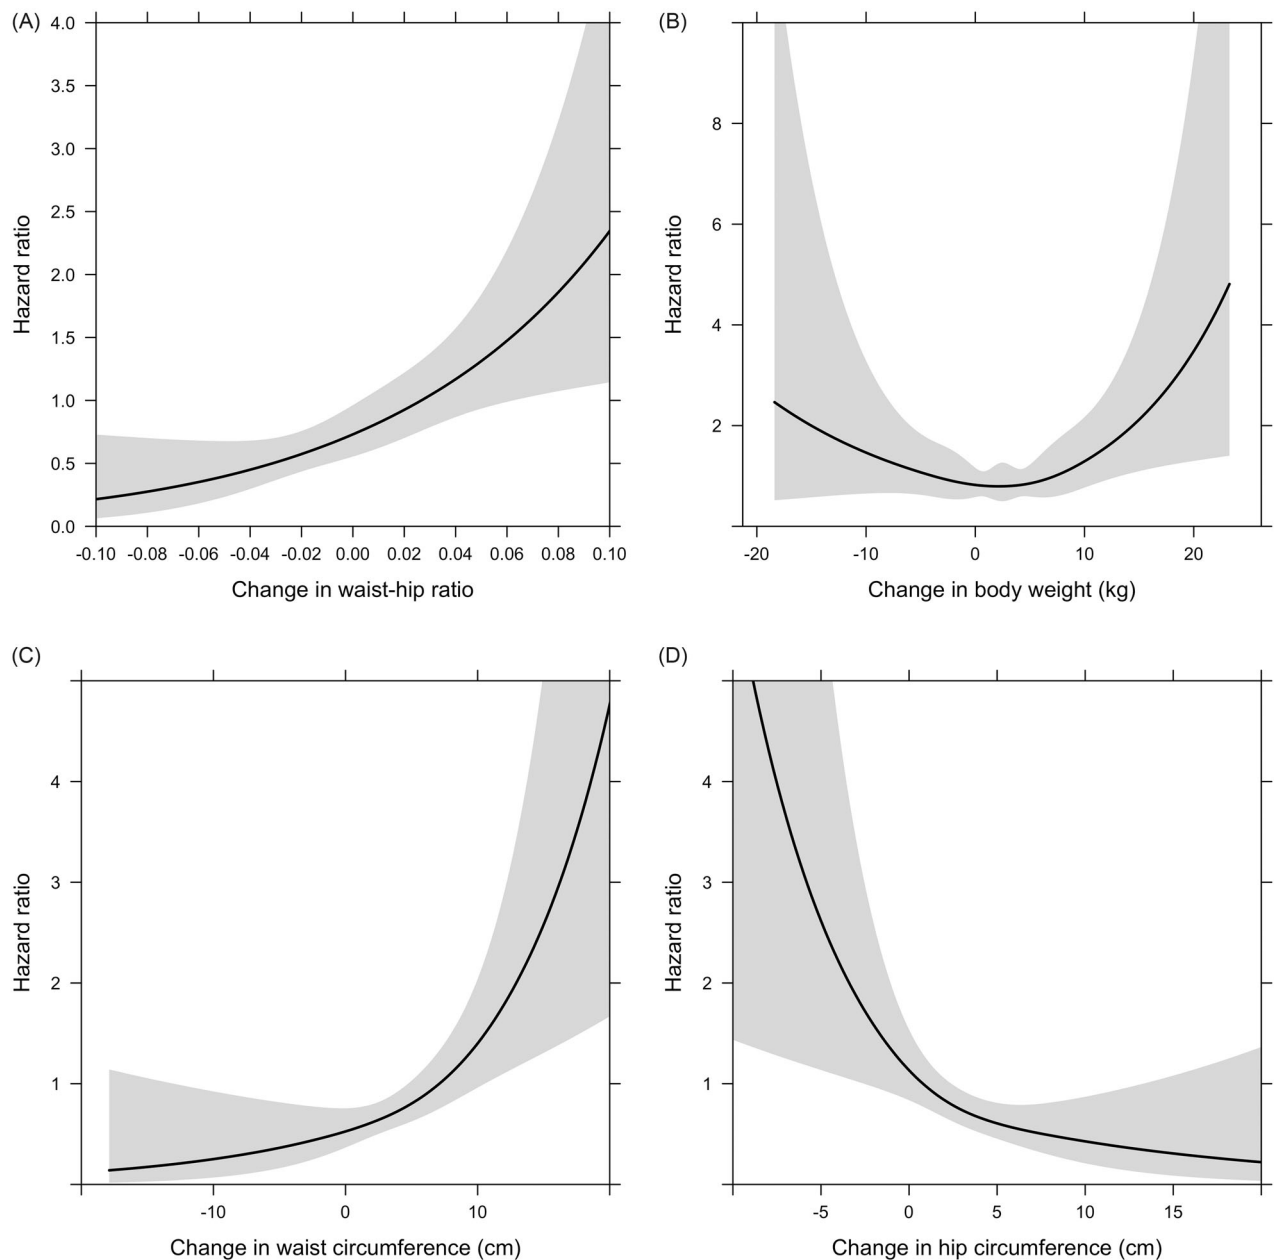 (A)
4.0
3.5
3.0
2.5
2.0
1.5
1.0
0.5
0.0
Hazard ratio
-0.10 -0.08 -0.06 -0.04 -0.02 0.00 0.02 0.04 0.06 0.08 0.10
Change in waist-hip ratio
(B)
8
6
4
2
Hazard ratio
-20 -10 0 10 20
Change in body weight (kg)
(C)
4
3
2
1
Hazard ratio
-10 0 10
Change in waist circumference (cm)
(D)
4
3
2
1
Hazard ratio
-5 0 5 10 15
Change in hip circumference (cm)